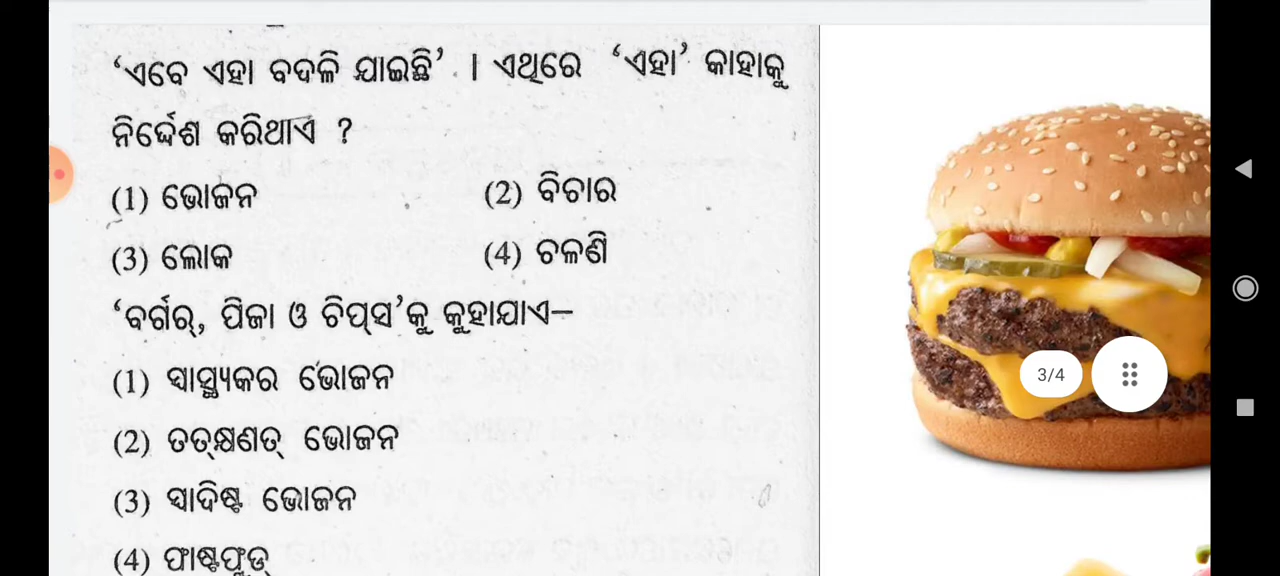 ‘ଏବେ ଏହା ବଦଳି ଯାଇଛି’ । ଏଥିରେ ‘ଏହା’ କାହାକୁ
ନିର୍ଦ୍ଦେଶ କରିଥାଏ ?
(1) ଭୋଜନ (2) ବିଚାର
(3) ଲୋକ (4) ଚଳଣି
‘ବର୍ଗର୍, ପିଜା ଓ ଚିପ୍ସ’କୁ କୁହାଯାଏ–
(1) ସ୍ୱାସ୍ଥ୍ୟକର ଭୋଜନ
(2) ତତ୍‌କ୍ଷଣତ୍ ଭୋଜନ
(3) ସ୍ୱାଦିଷ୍ଟ ଭୋଜନ
(4) ଫାଷ୍ଟଫୁଡ୍
3/4